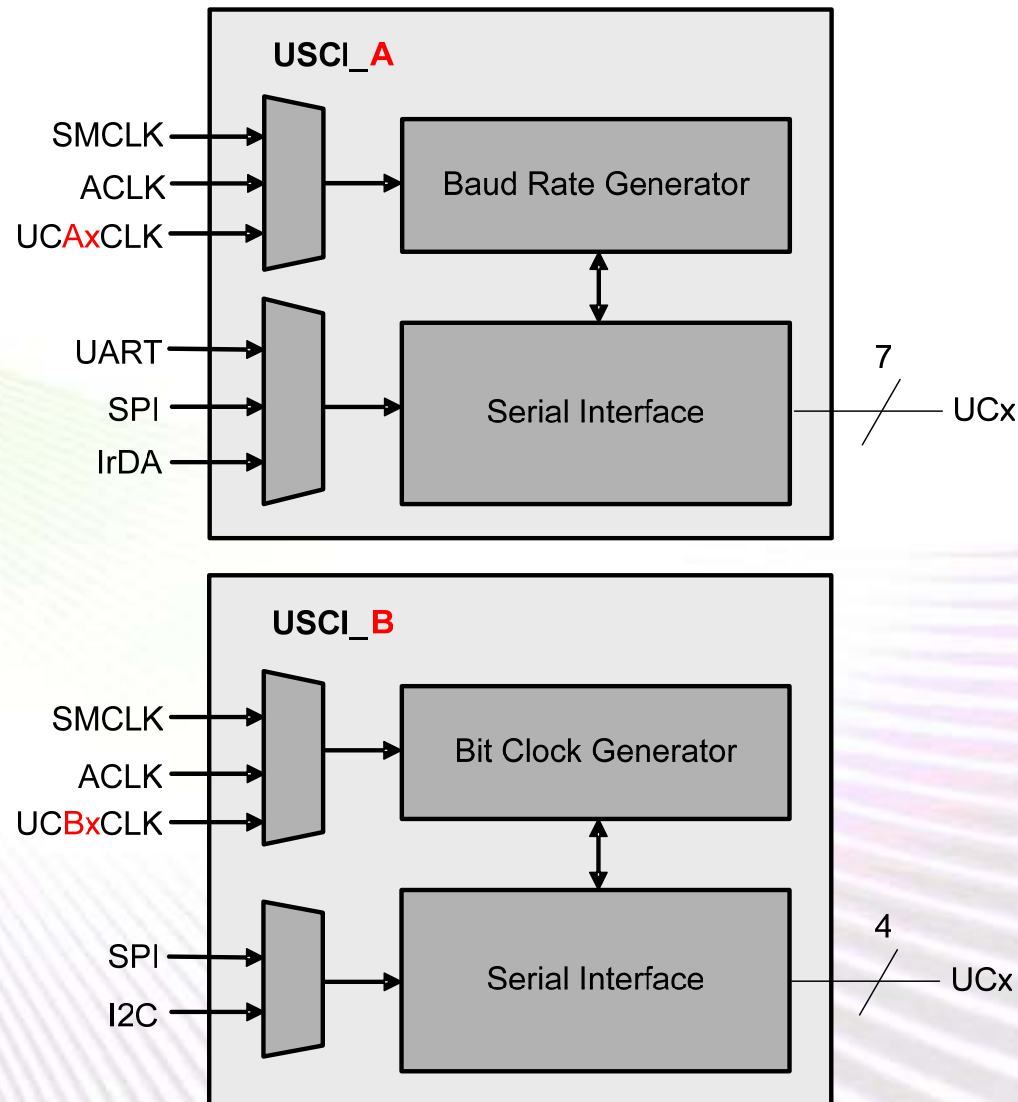 USCI_A
SMCLK
ACLK
UCAxCLK
Baud Rate Generator
UART
SPI
IrDA
Serial Interface
7
UCx
USCI_B
SMCLK
ACLK
UCBxCLK
Bit Clock Generator
SPI
I2C
Serial Interface
4
UCx